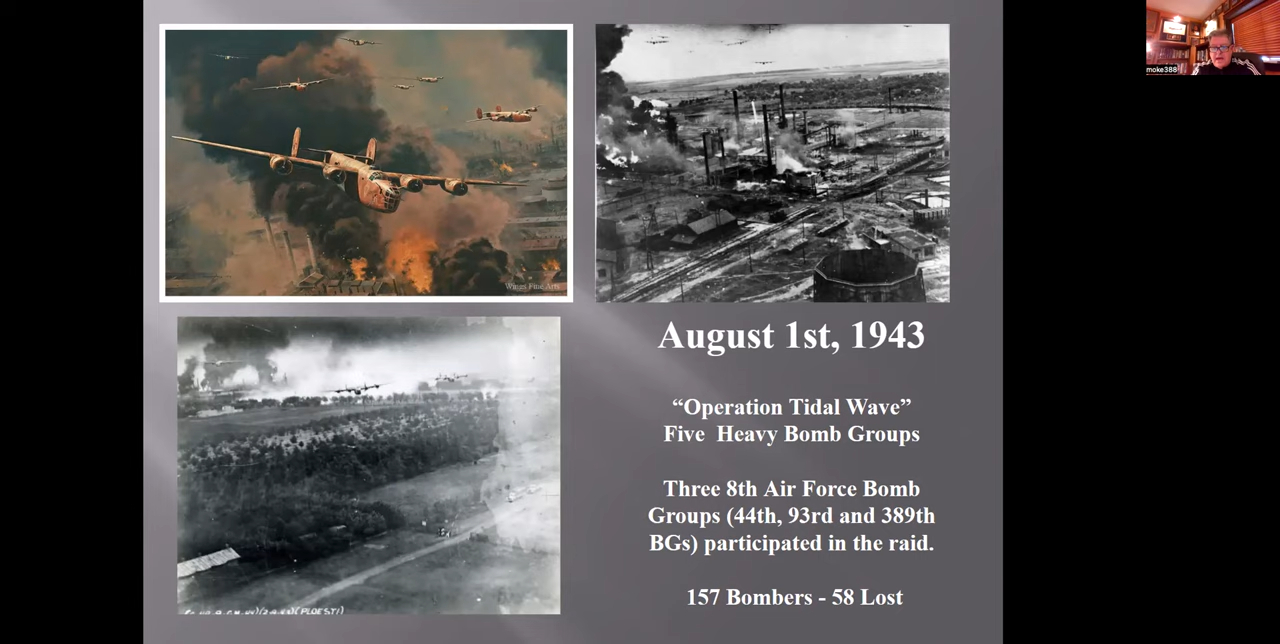 moke388
Wings Fine Arts
August 1st, 1943
“Operation Tidal Wave”
Five Heavy Bomb Groups
Three 8th Air Force Bomb
Groups (44th, 93rd and 389th
BGs) participated in the raid.
157 Bombers - 58 Lost
(PLOESTI)